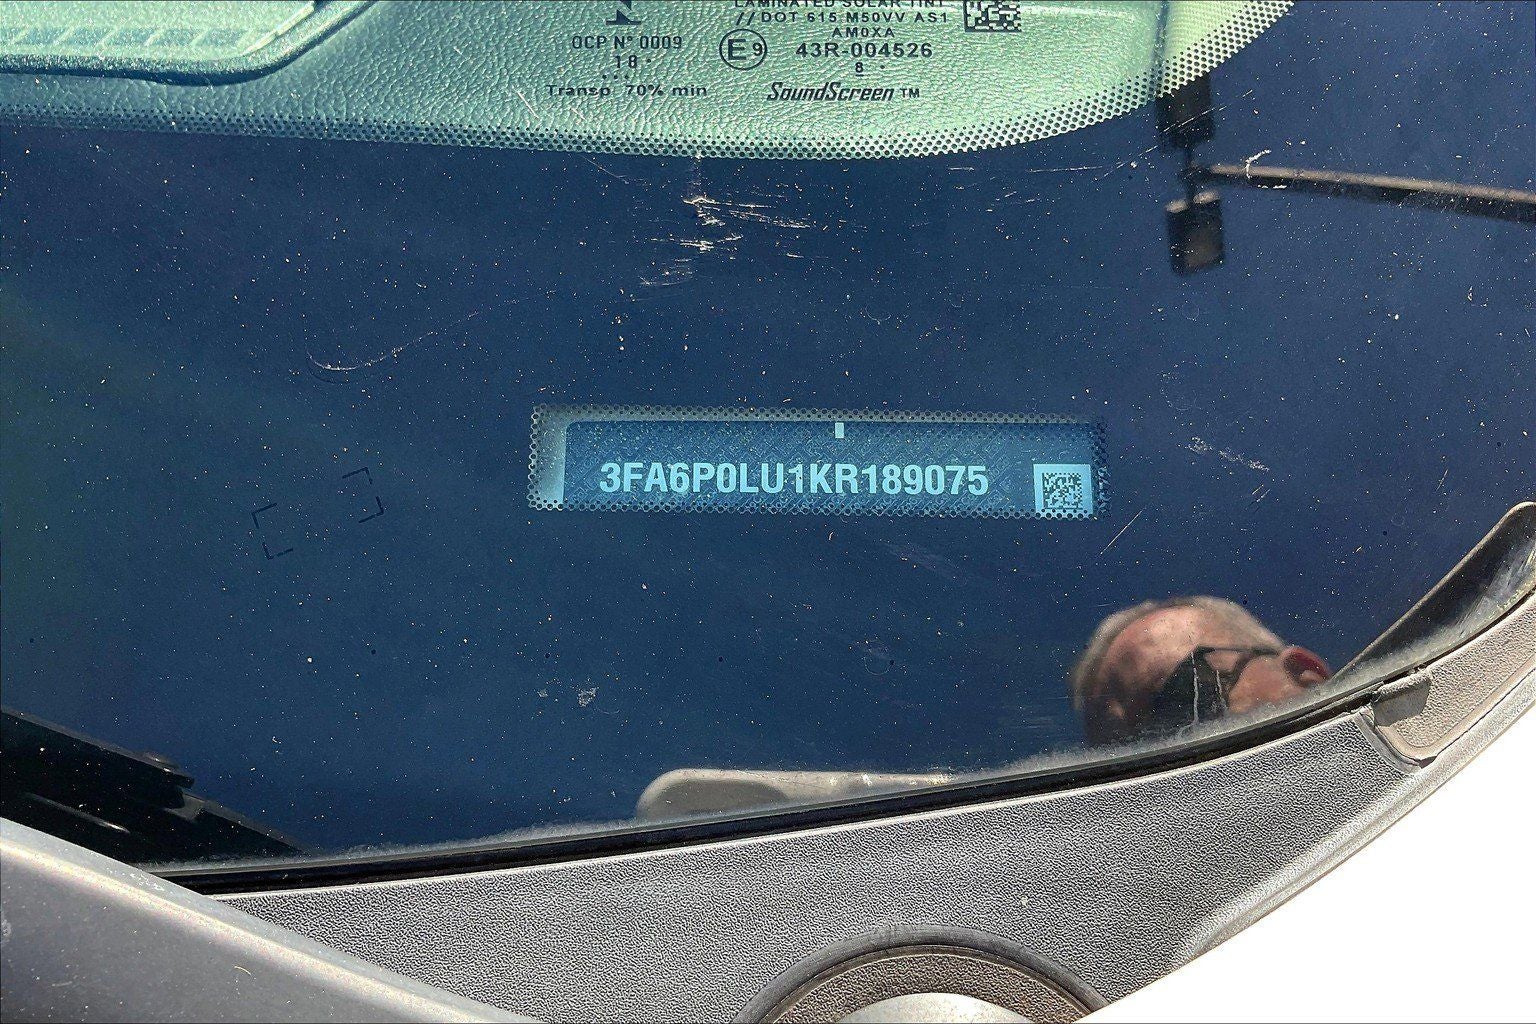 LAMINATED SOLAR TINT
//DOT 615 M50VV AS1
AM0XA
OCP Nº 0009
E9
43R-004526
18
8
Transp 70% min
SoundScreen™
3FA6P0LU1KR189075